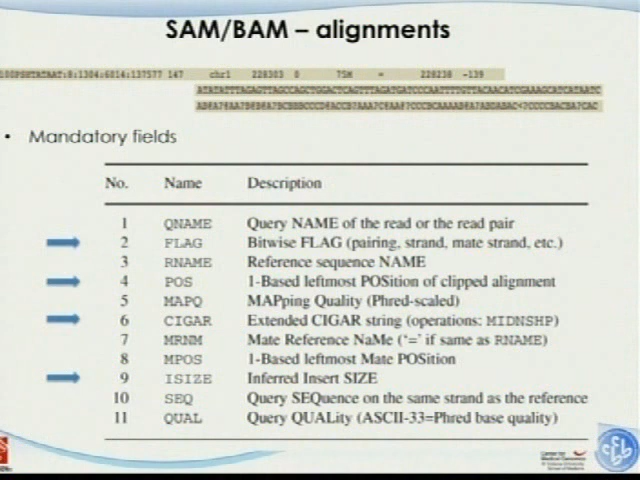 SAM/BAM – alignments
147 chr1 228303 0 75M = 228238 -139
• Mandatory fields
No. Name Description
1 QNAME Query NAME of the read or the read pair
2 FLAG Bitwise FLAG (pairing, strand, mate strand, etc.)
3 RNAME Reference sequence NAME
4 POS 1-Based leftmost POSition of clipped alignment
5 MAPQ MAPping Quality (Phred-scaled)
6 CIGAR Extended CIGAR string (operations: MIDNSHP)
7 MRNM Mate Reference NaMe ('=' if same as RNAME)
8 MPOS 1-Based leftmost Mate POSition
9 ISIZE Inferred Insert SIZE
10 SEQ Query SEQuence on the same strand as the reference
11 QUAL Query QUALity (ASCII-33=Phred base quality)